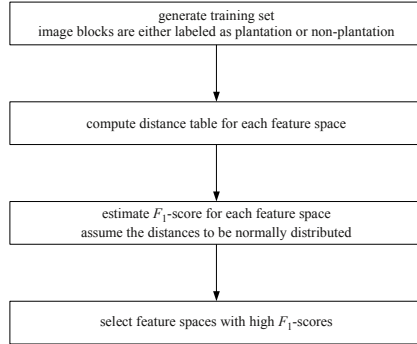 generate training set
image blocks are either labeled as plantation or non-plantation
compute distance table for each feature space
estimate F₁-score for each feature space
assume the distances to be normally distributed
select feature spaces with high F₁-scores